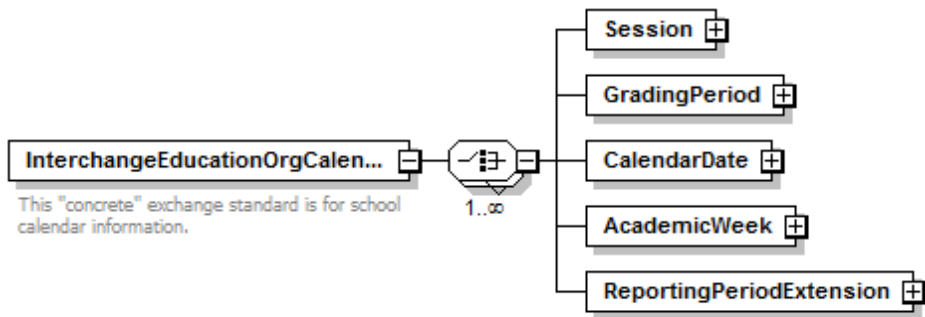 Session
GradingPeriod
InterchangeEducationOrgCalen...
CalendarDate
This "concrete" exchange standard is for school
calendar information.
1..∞
AcademicWeek
ReportingPeriodExtension